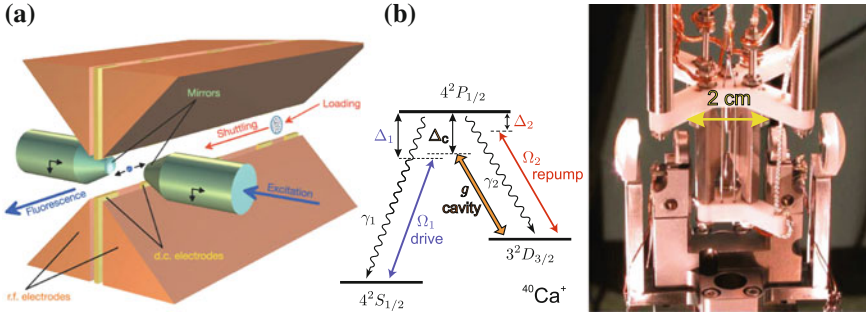 (a)
Mirrors
Loading
Shuttling
Fluorescence
Excitation
d.c. electrodes
r.f. electrodes
(b)
4²P₁/₂
Δ₁
Δc
Δ₂
Ω₂
repump
g
cavity
γ₁
γ₂
Ω₁
drive
3²D₃/₂
4²S₁/₂
⁴⁰Ca⁺
2 cm